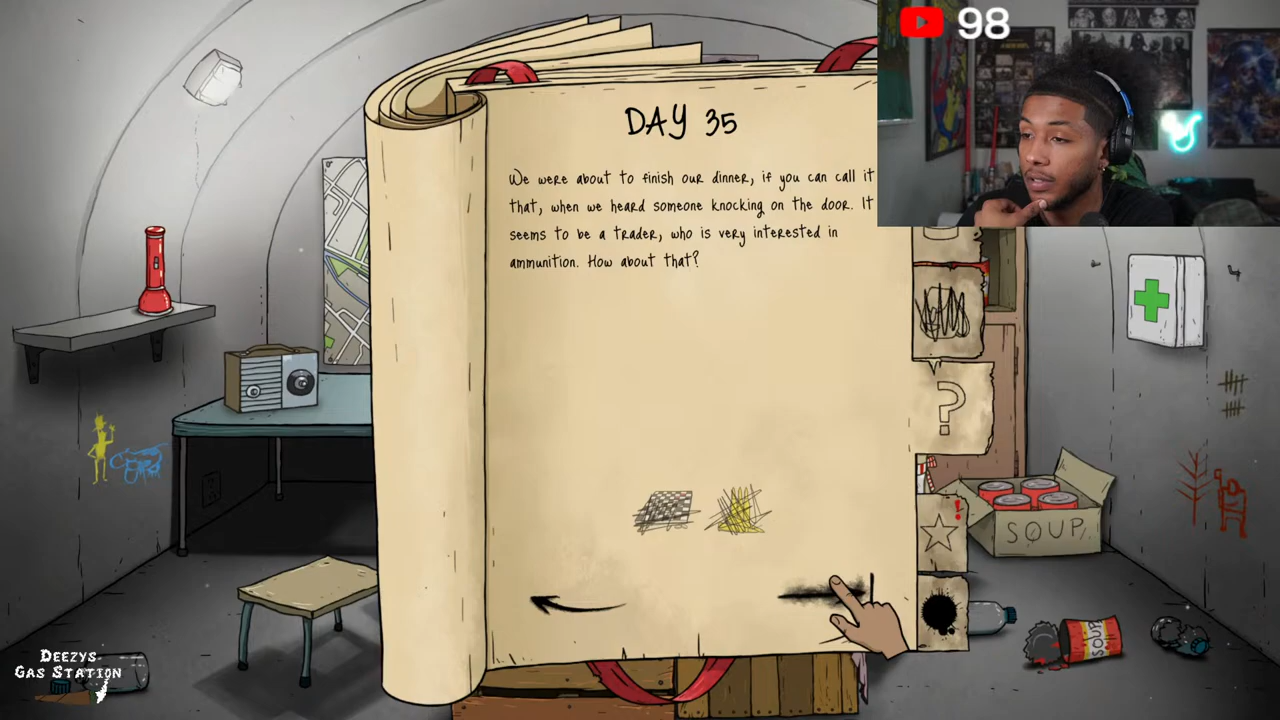 98
DAY 35
We were about to finish our dinner, if you can call it
that, when we heard someone knocking on the door. It
seems to be a trader, who is very interested in
ammunition. How about that?
?
!
SOUP
SOUP
DEEZYS
GAS STATION